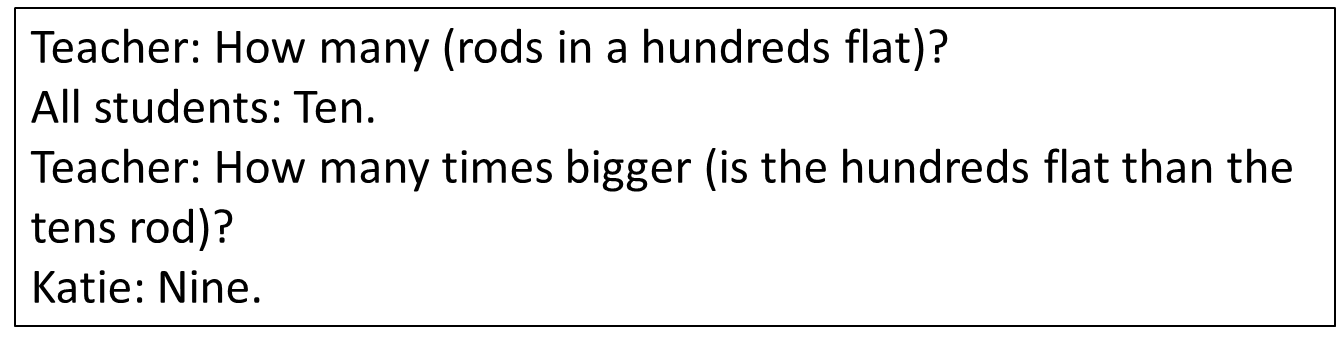 Teacher: How many (rods in a hundreds flat)?
All students: Ten.
Teacher: How many times bigger (is the hundreds flat than the
tens rod)?
Katie: Nine.